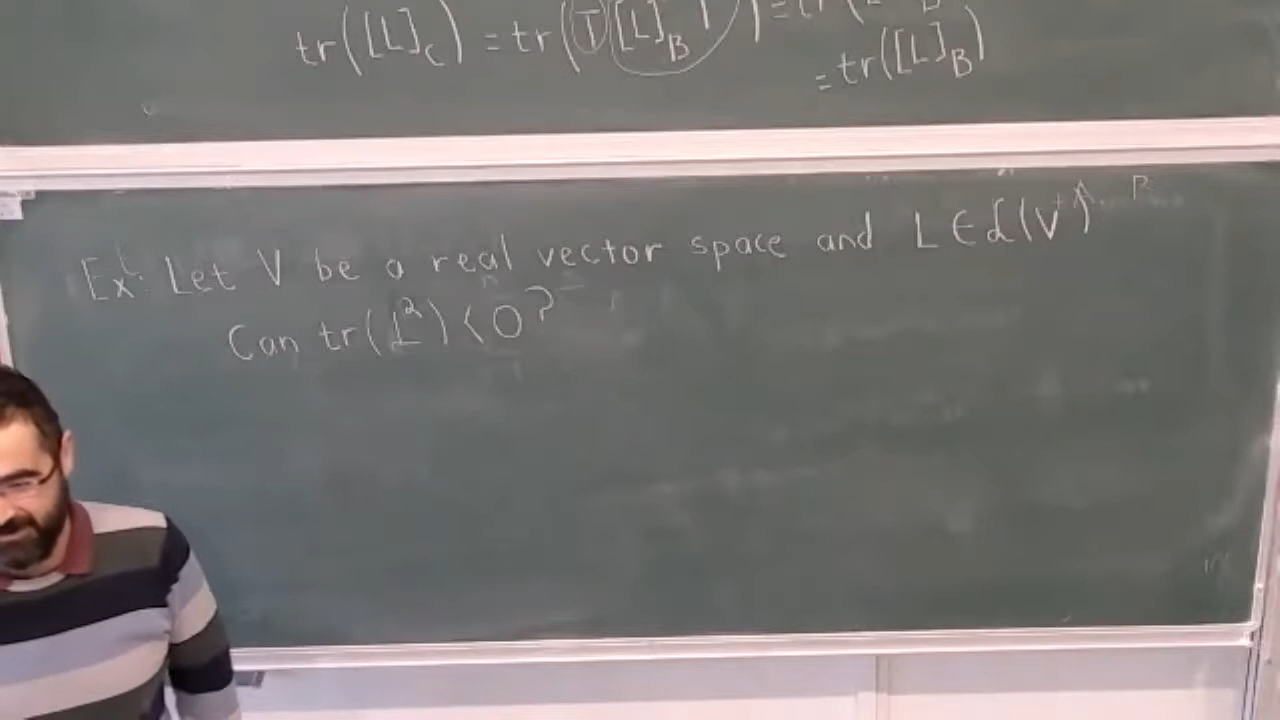 tr([L]_C) = tr(T[L]_B
= tr([L]_B)
Ex: Let V be a real vector space and L ∈ ℒ(V)
Can tr(L²) < 0?